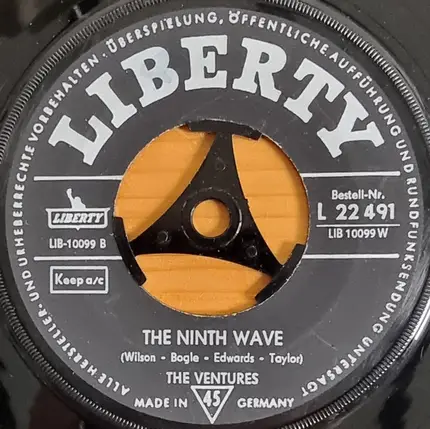 ALLE HERSTELLER- UND URHEBERRECHTE VORBEHALTEN. ÜBERSPIELUNG, ÖFFENTLICHE AUFFÜHRUNG UND RUNDFUNKSENDUNG UNTERSAGT
LIBERTY
LIBERTY
LIB-10099 B
Keep a/c
Bestell-Nr.
L 22 491
LIB 10099 W
THE NINTH WAVE
(Wilson - Bogle - Edwards - Taylor)
THE VENTURES
MADE IN 45 GERMANY